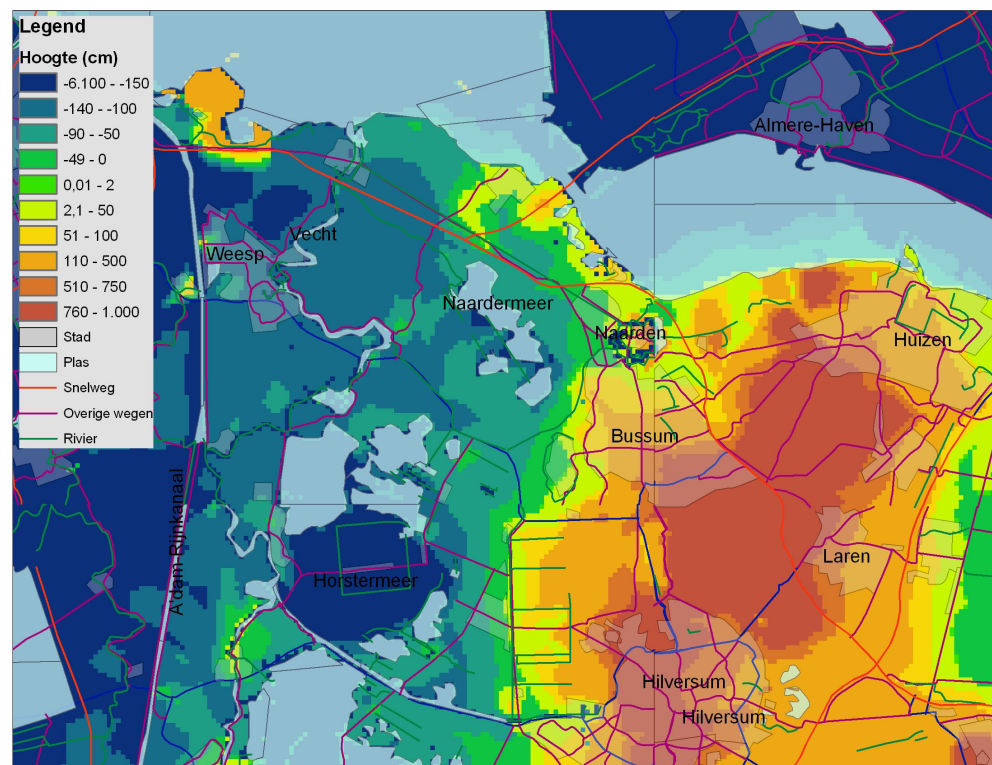 Legend
Hoogte (cm)
-6.100 - -150
-140 - -100
-90 - -50
-49 - 0
0,01 - 2
2,1 - 50
51 - 100
110 - 500
510 - 750
760 - 1.000
Stad
Plas
Snelweg
Overige wegen
Rivier
Almere-Haven
Vecht
Weesp
Naardermeer
Naarden
Huizen
Bussum
A'dam-Rijnkanaal
Laren
Horstermeer
Hilversum
Hilversum